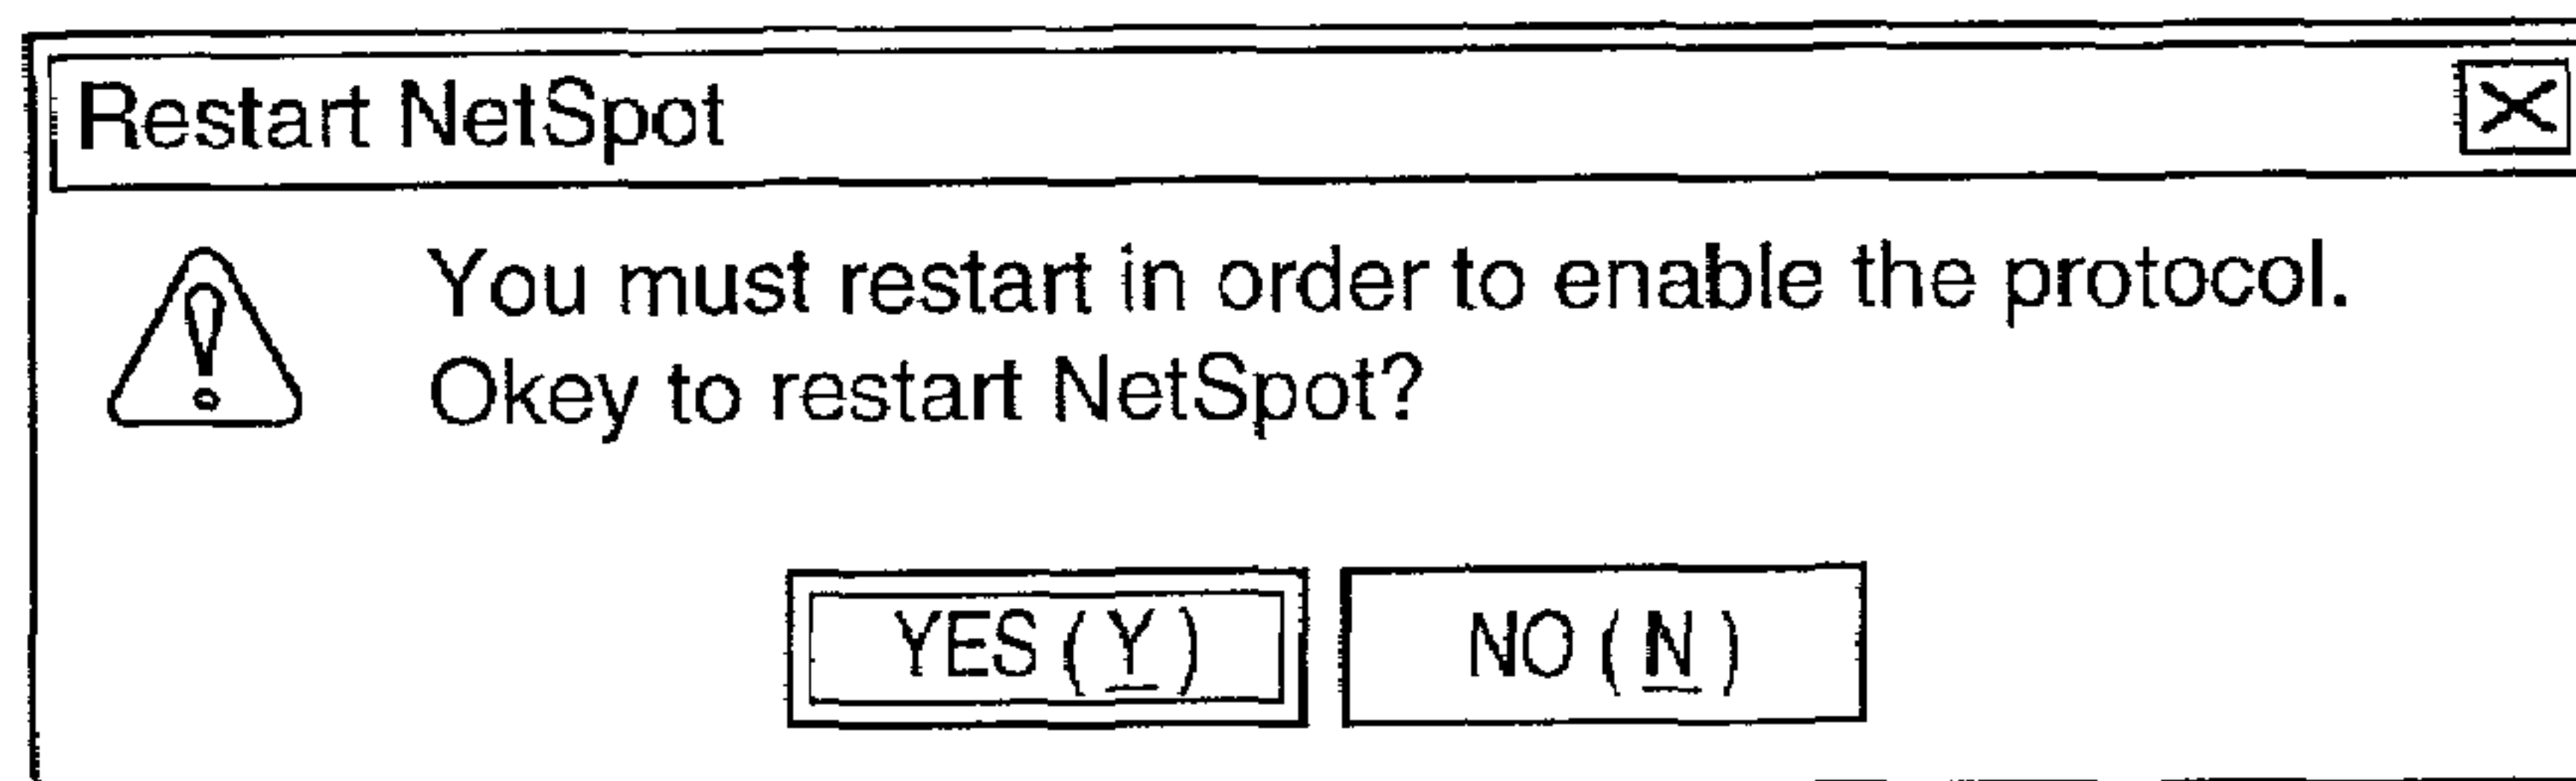 Restart NetSpot
You must restart in order to enable the protocol.
Okey to restart NetSpot?
YES ( Y )
NO ( N )